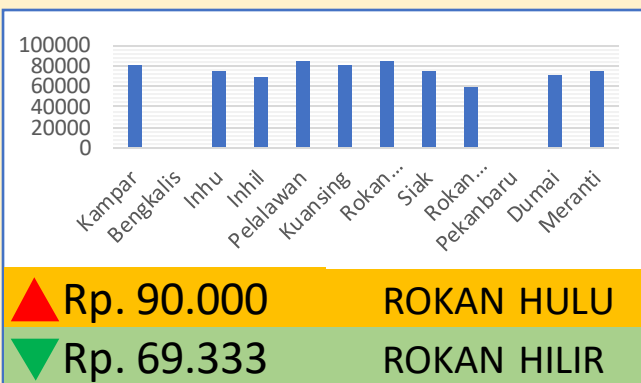 100000
80000
60000
40000
20000
0
Kampar
Bengkalis
Inhu
Inhil
Pelalawan
Kuansing
Rokan...
Siak
Rokan...
Pekanbaru
Dumai
Meranti
Rp. 90.000 ROKAN HULU
Rp. 69.333 ROKAN HILIR